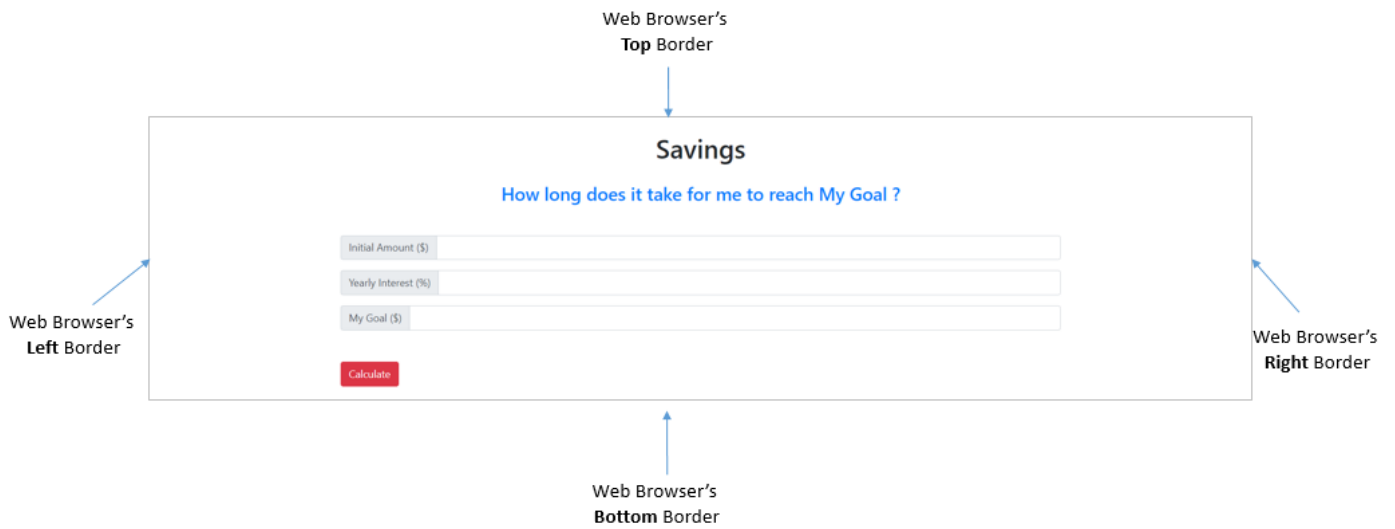 Web Browser's
Top Border
Savings
How long does it take for me to reach My Goal ?
Initial Amount ($)
Yearly Interest (%)
My Goal ($)
Calculate
Web Browser's
Left Border
Web Browser's
Right Border
Web Browser's
Bottom Border